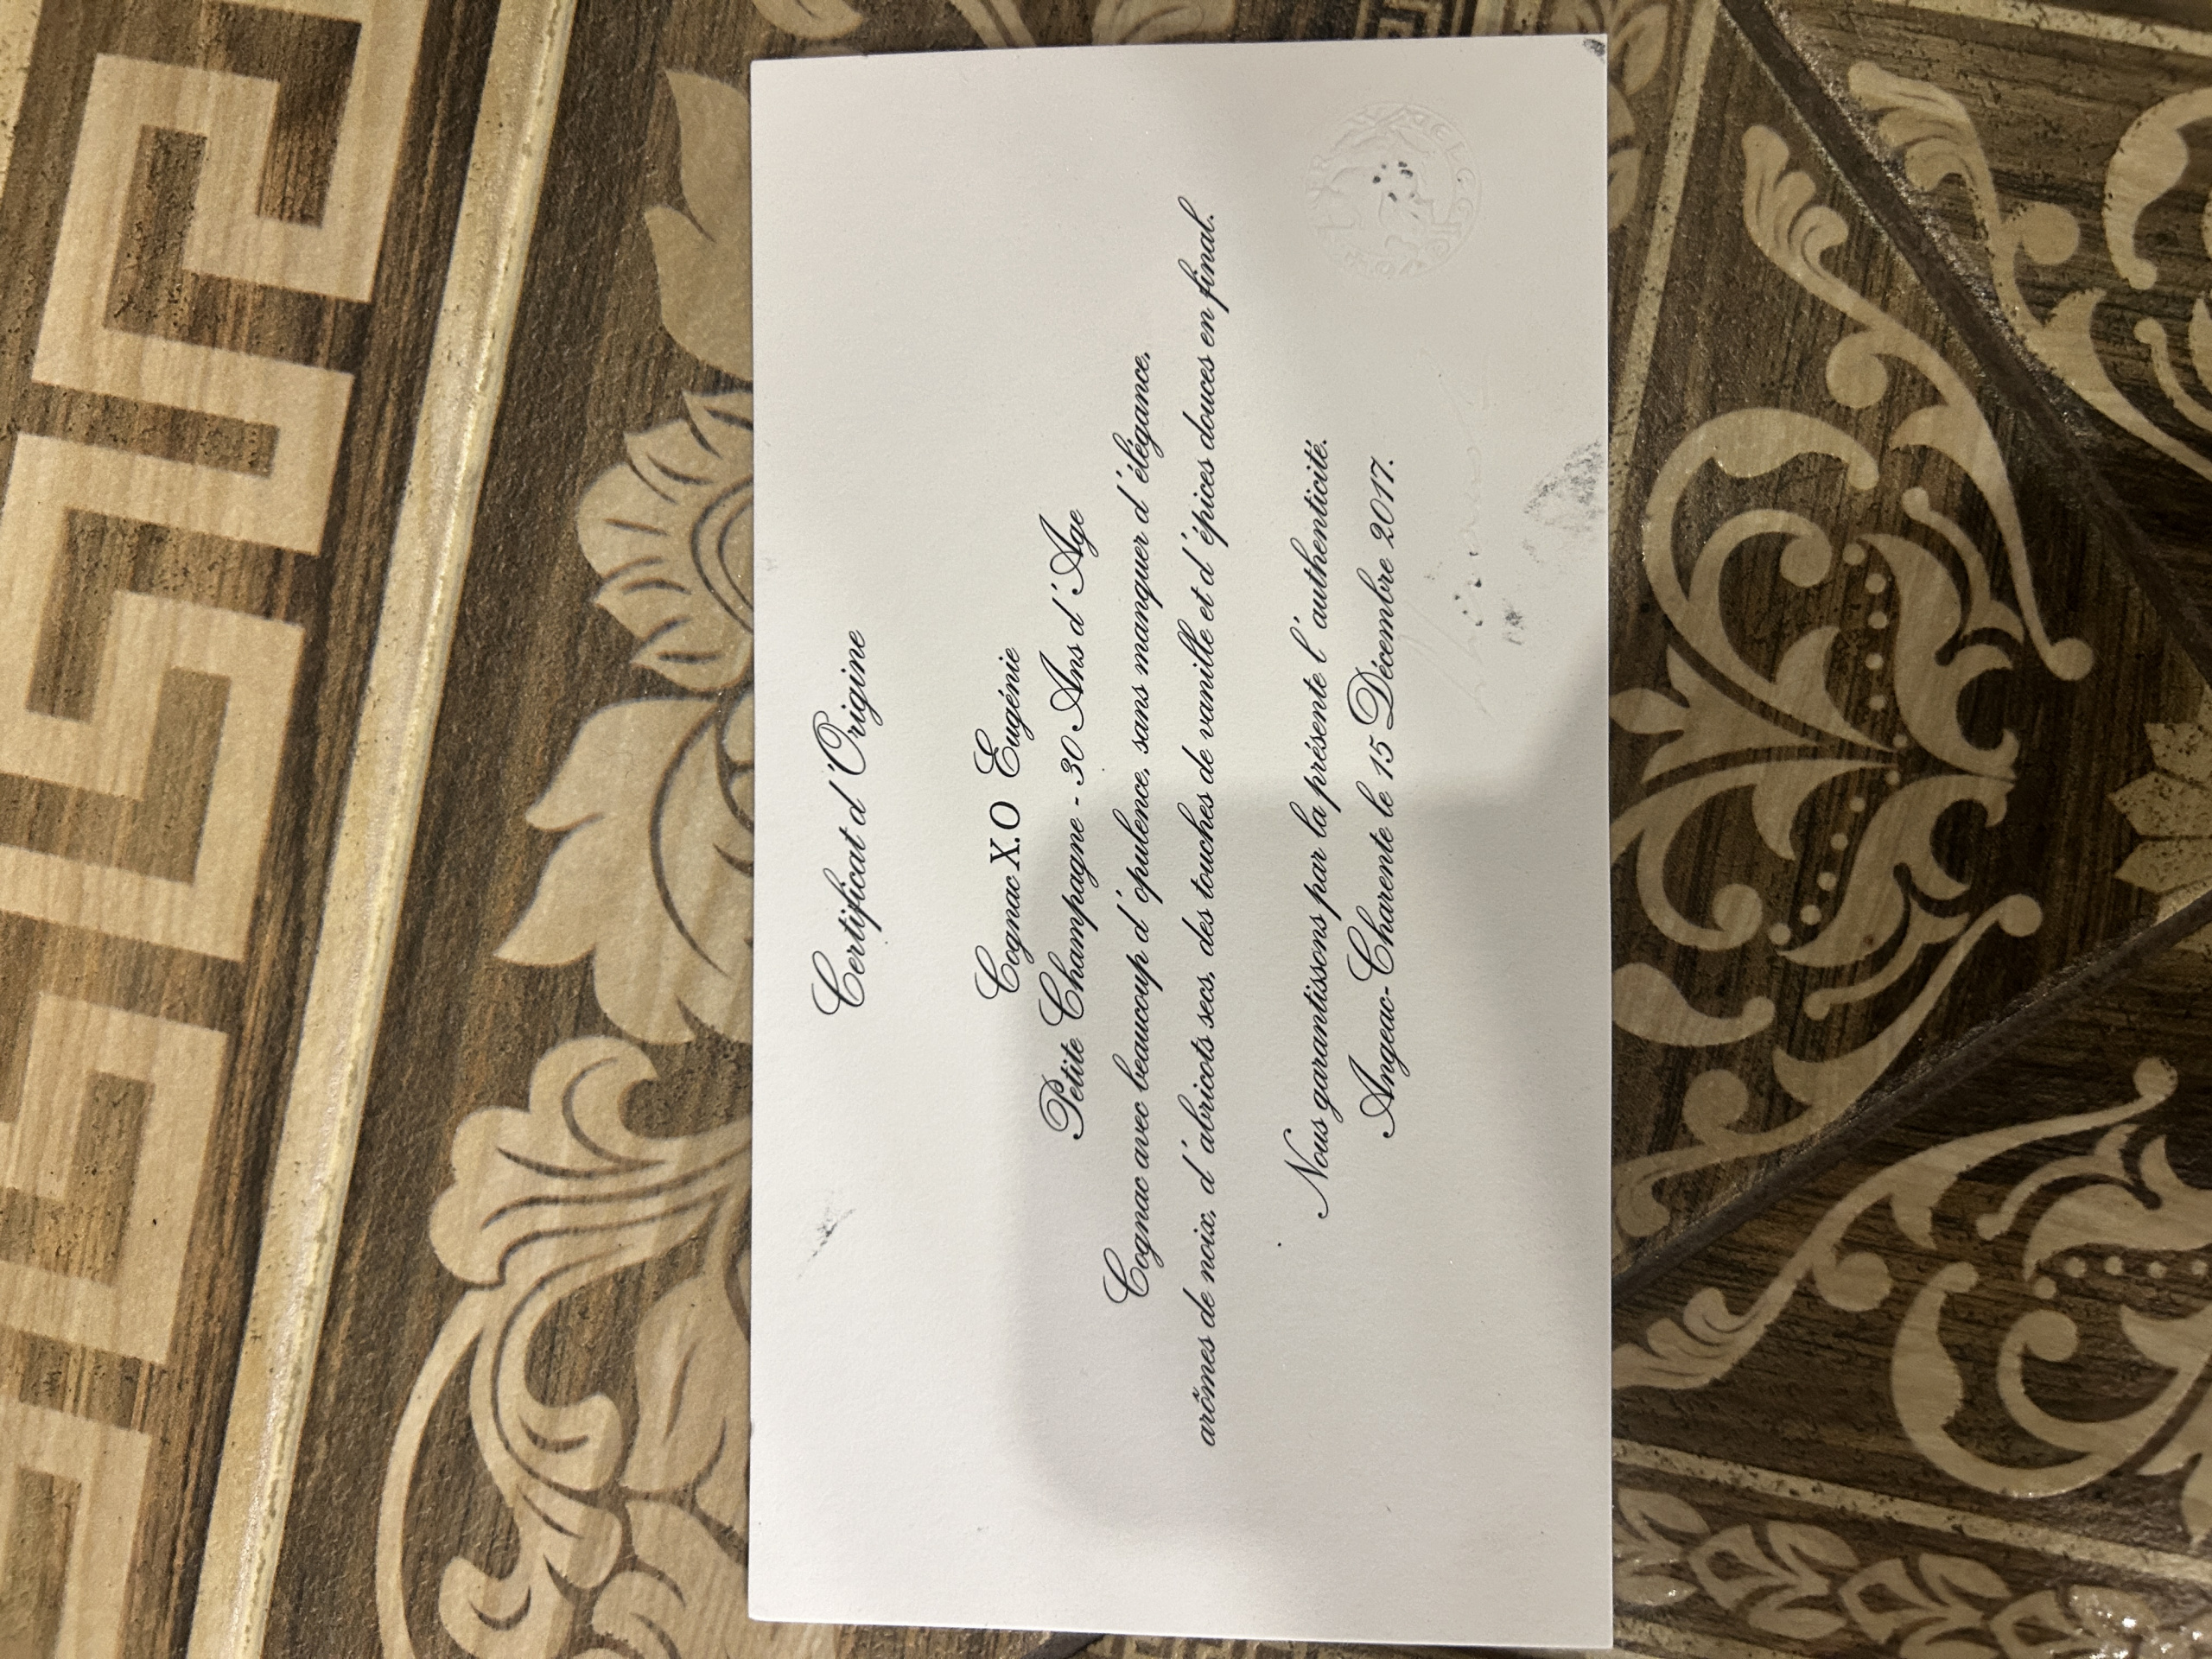 Certificat d'Origine
Cognac X.O Eugénie
Petite Champagne - 30 Ans d'Age
Cognac avec beaucoup d'opulence, sans manquer d'élégance,
arômes de noix, d'abricots secs, des touches de vanille et d'épices douces en final.
Nous garantissons par la présente l'authenticité.
Angeac-Charente le 15 Décembre 2017.